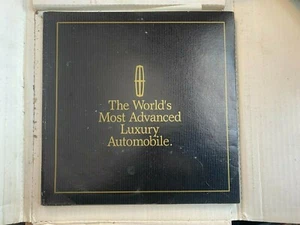 The World's
Most Advanced
Luxury
Automobile.